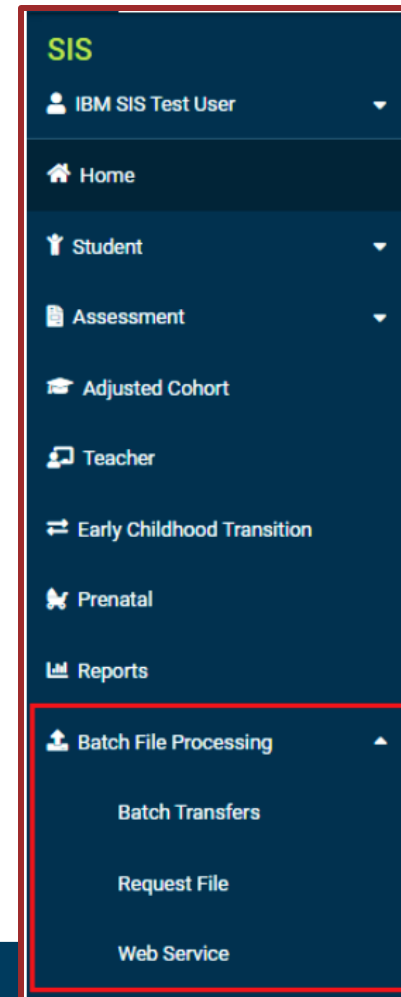 SIS
IBM SIS Test User
Home
Student
Assessment
Adjusted Cohort
Teacher
Early Childhood Transition
Prenatal
Reports
Batch File Processing
Batch Transfers
Request File
Web Service